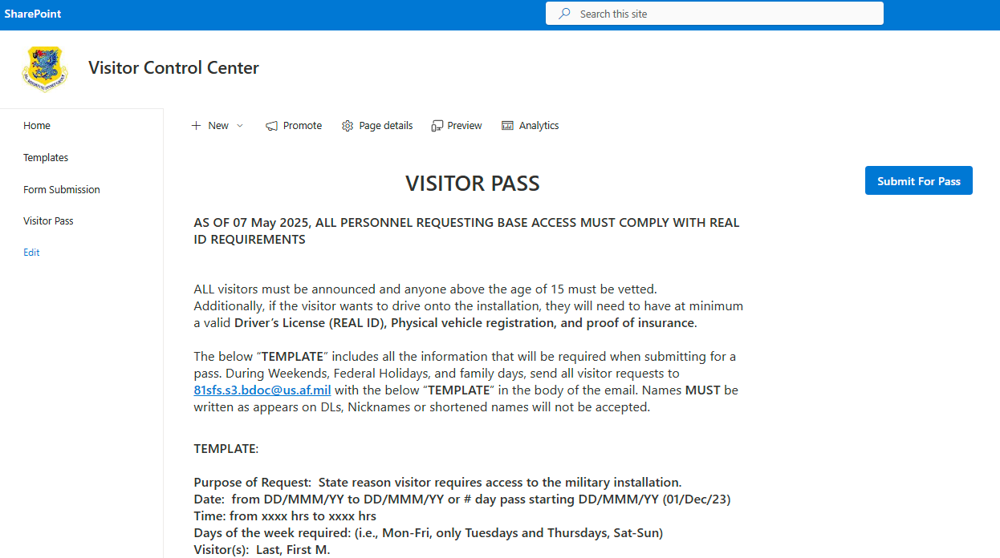 SharePoint
Search this site
Visitor Control Center
Home
Templates
Form Submission
Visitor Pass
Edit
New
Promote
Page details
Preview
Analytics
VISITOR PASS
Submit For Pass
AS OF 07 May 2025, ALL PERSONNEL REQUESTING BASE ACCESS MUST COMPLY WITH REAL
ID REQUIREMENTS
ALL visitors must be announced and anyone above the age of 15 must be vetted.
Additionally, if the visitor wants to drive onto the installation, they will need to have at minimum
a valid Driver’s License (REAL ID), Physical vehicle registration, and proof of insurance.
The below “TEMPLATE” includes all the information that will be required when submitting for a
pass. During Weekends, Federal Holidays, and family days, send all visitor requests to
81sfs.s3.bdoc@us.af.mil with the below “TEMPLATE” in the body of the email. Names MUST be
written as appears on DLs, Nicknames or shortened names will not be accepted.
TEMPLATE:
Purpose of Request:  State reason visitor requires access to the military installation.
Date:  from DD/MMM/YY to DD/MMM/YY or # day pass starting DD/MMM/YY (01/Dec/23)
Time: from xxxx hrs to xxxx hrs
Days of the week required: (i.e., Mon-Fri, only Tuesdays and Thursdays, Sat-Sun)
Visitor(s):  Last, First M.